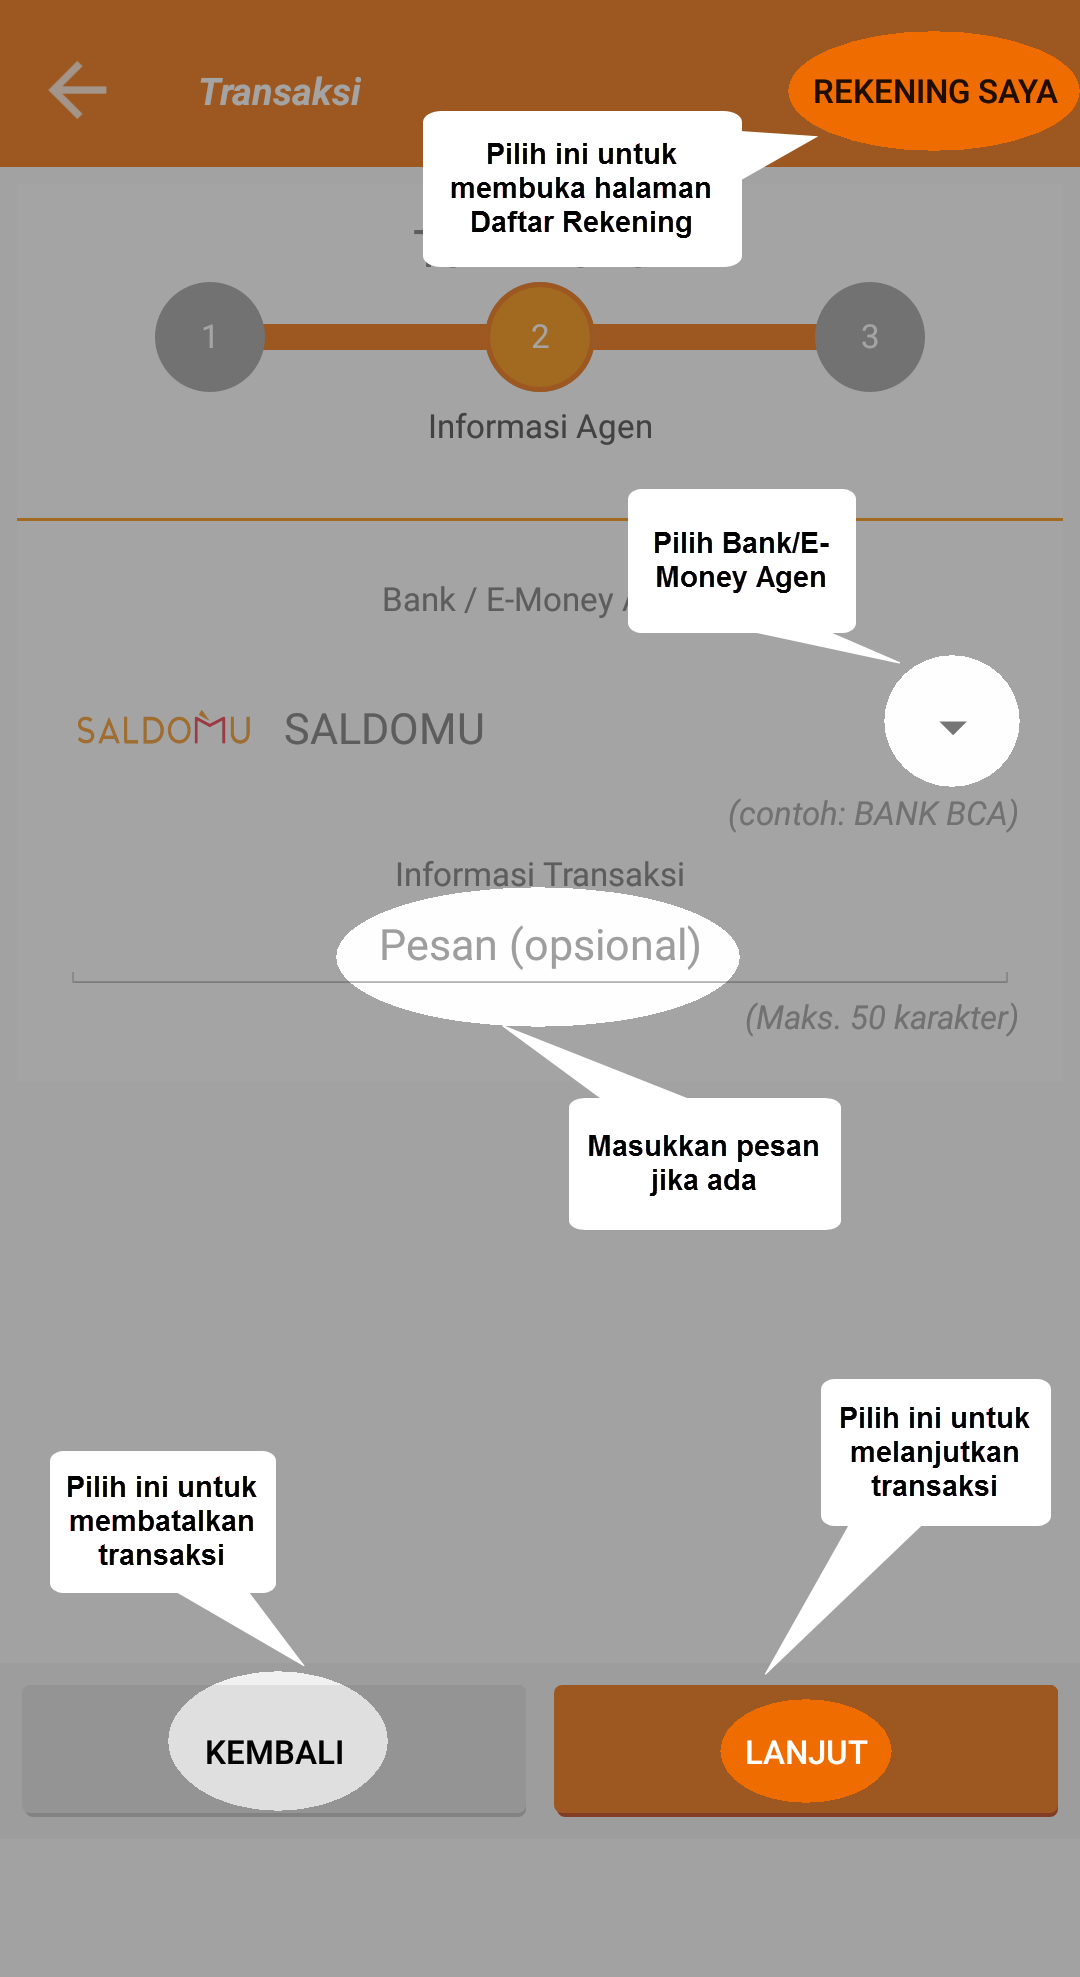 Transaksi
REKENING SAYA
Pilih ini untuk
membuka halaman
Daftar Rekening
1
2
3
Informasi Agen
Pilih Bank/E-
Money Agen
Bank / E-Money
SALDOMU
SALDOMU
(contoh: BANK BCA)
Informasi Transaksi
Pesan (opsional)
(Maks. 50 karakter)
Masukkan pesan
jika ada
Pilih ini untuk
melanjutkan
transaksi
Pilih ini untuk
membatalkan
transaksi
KEMBALI
LANJUT